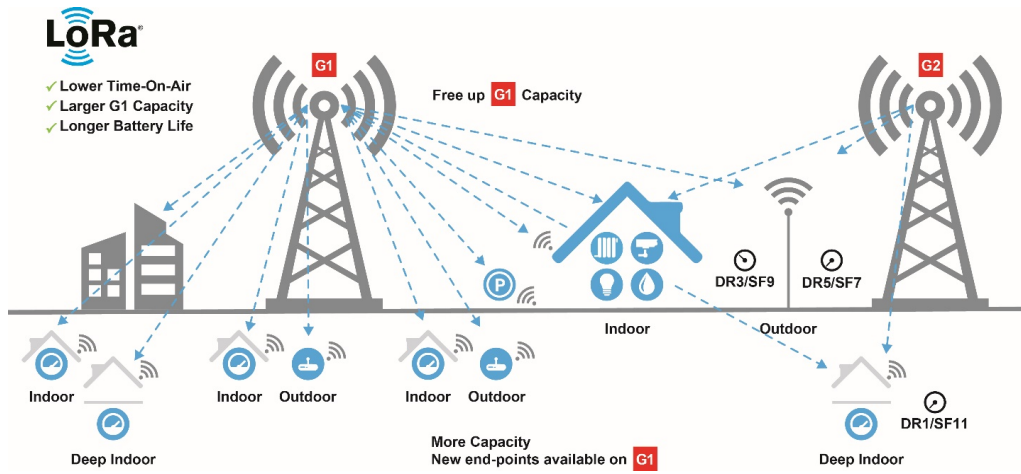 LoRa®
Lower Time-On-Air
Larger G1 Capacity
Longer Battery Life
G1
Free up G1 Capacity
G2
P
DR3/SF9
DR5/SF7
Indoor
Outdoor
Indoor
Deep Indoor
Indoor
Outdoor
Indoor
Outdoor
DR1/SF11
Deep Indoor
More Capacity
New end-points available on G1